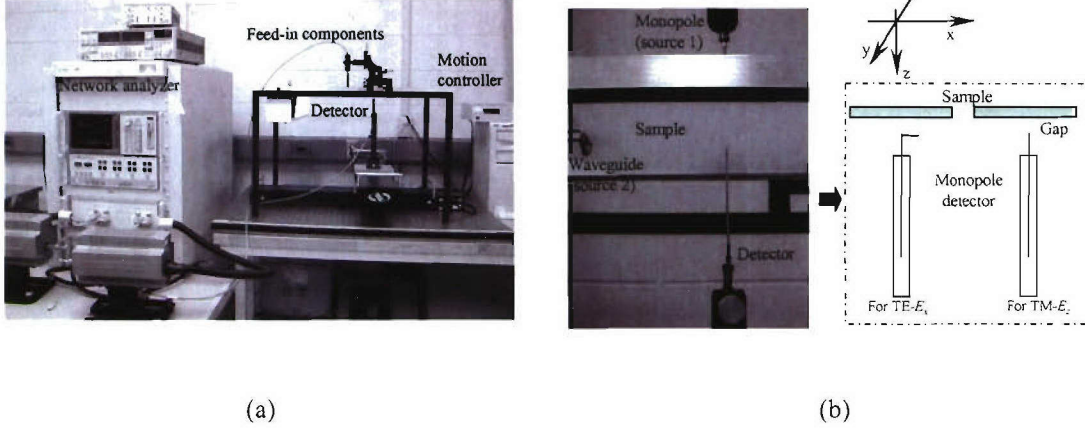 Feed-in components
Motion
controller
Network analyzer
Detector
Monopole
(source 1)
Sample
Waveguide
(source 2)
Detector
x
y
z
Sample
Gap
Monopole
detector
For TE-Ex
For TM-Ez
(a)
(b)